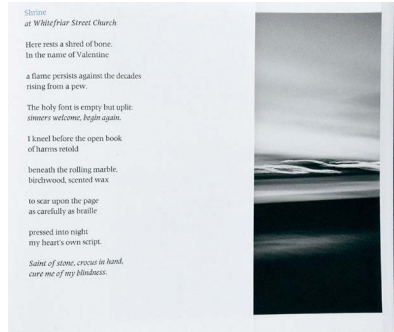 Shrine
at Whitefriar Street Church
Here rests a shred of bone.
In the name of Valentine
a flame persists against the decades
rising from a pew.
The holy font is empty but uplit.
sinners welcome, begin again.
I kneel before the open book
of harms retold
beneath the rolling marble.
birchwood, scented wax
to scar upon the page
as carefully as braille
pressed into night
my heart's own script.
Saint of stone, crocus in hand,
cure me of my blindness.